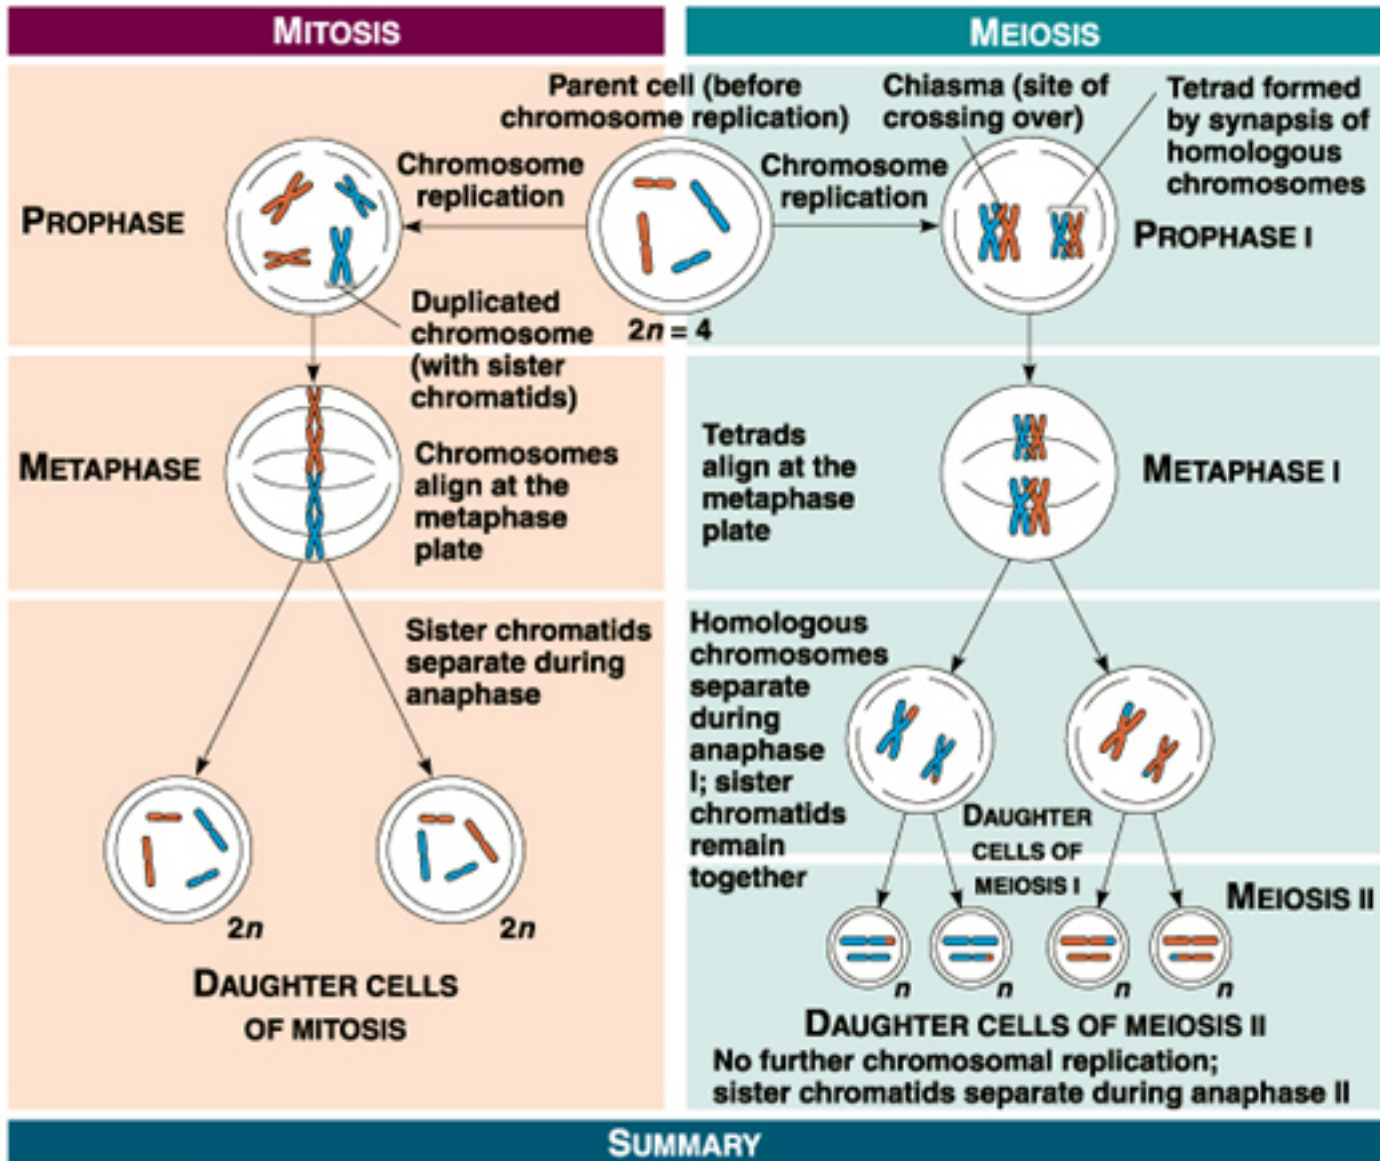 MITOSIS
MEIOSIS
Parent cell (before
chromosome replication)
Chiasma (site of
crossing over)
Tetrad formed
by synapsis of
homologous
chromosomes
Chromosome
replication
Chromosome
replication
PROPHASE
PROPHASE I
Duplicated
chromosome
(with sister
chromatids)
2n = 4
METAPHASE
Chromosomes
align at the
metaphase
plate
Tetrads
align at the
metaphase
plate
METAPHASE I
Sister chromatids
separate during
anaphase
Homologous
chromosomes
separate
during
anaphase
I; sister
chromatids
remain
together
DAUGHTER
CELLS OF
MEIOSIS I
MEIOSIS II
2n
2n
DAUGHTER CELLS
OF MITOSIS
n
n
n
n
DAUGHTER CELLS OF MEIOSIS II
No further chromosomal replication;
sister chromatids separate during anaphase II
SUMMARY